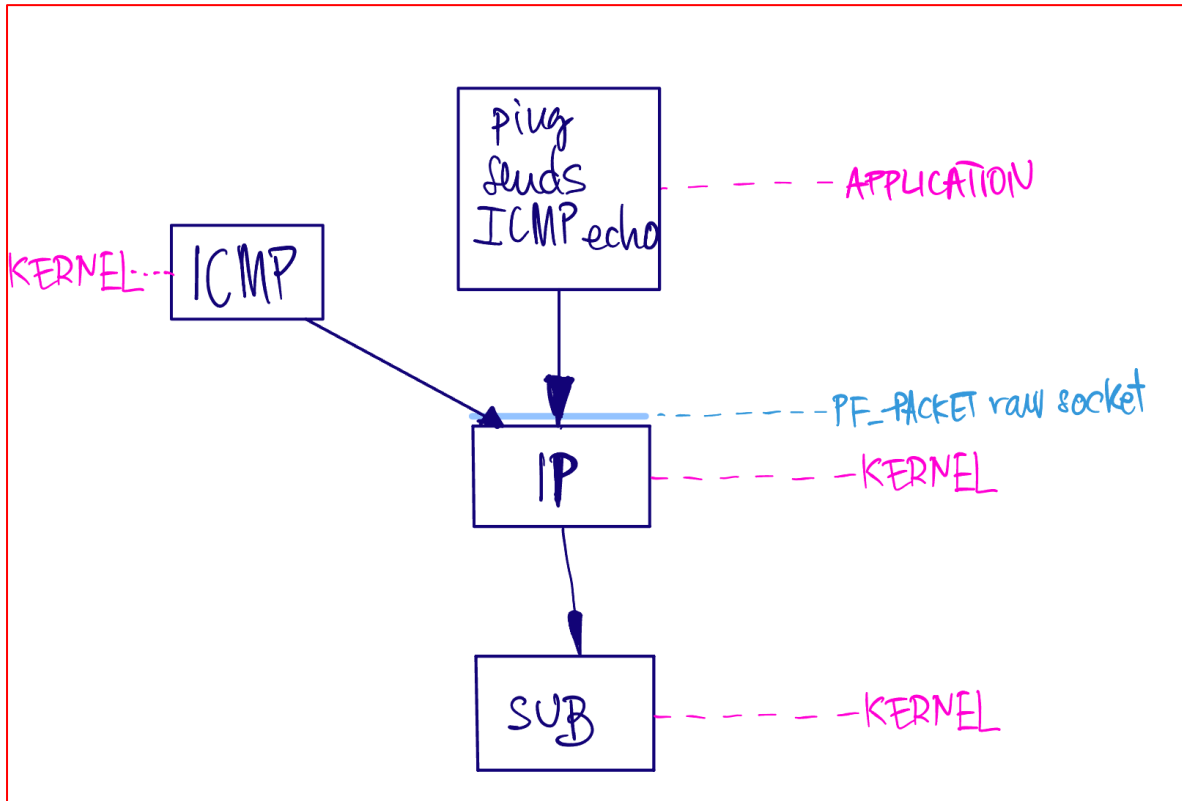 ping
sends
ICMP echo
APPLICATION
KERNEL
ICMP
PF_PACKET raw socket
IP
KERNEL
SUB
KERNEL